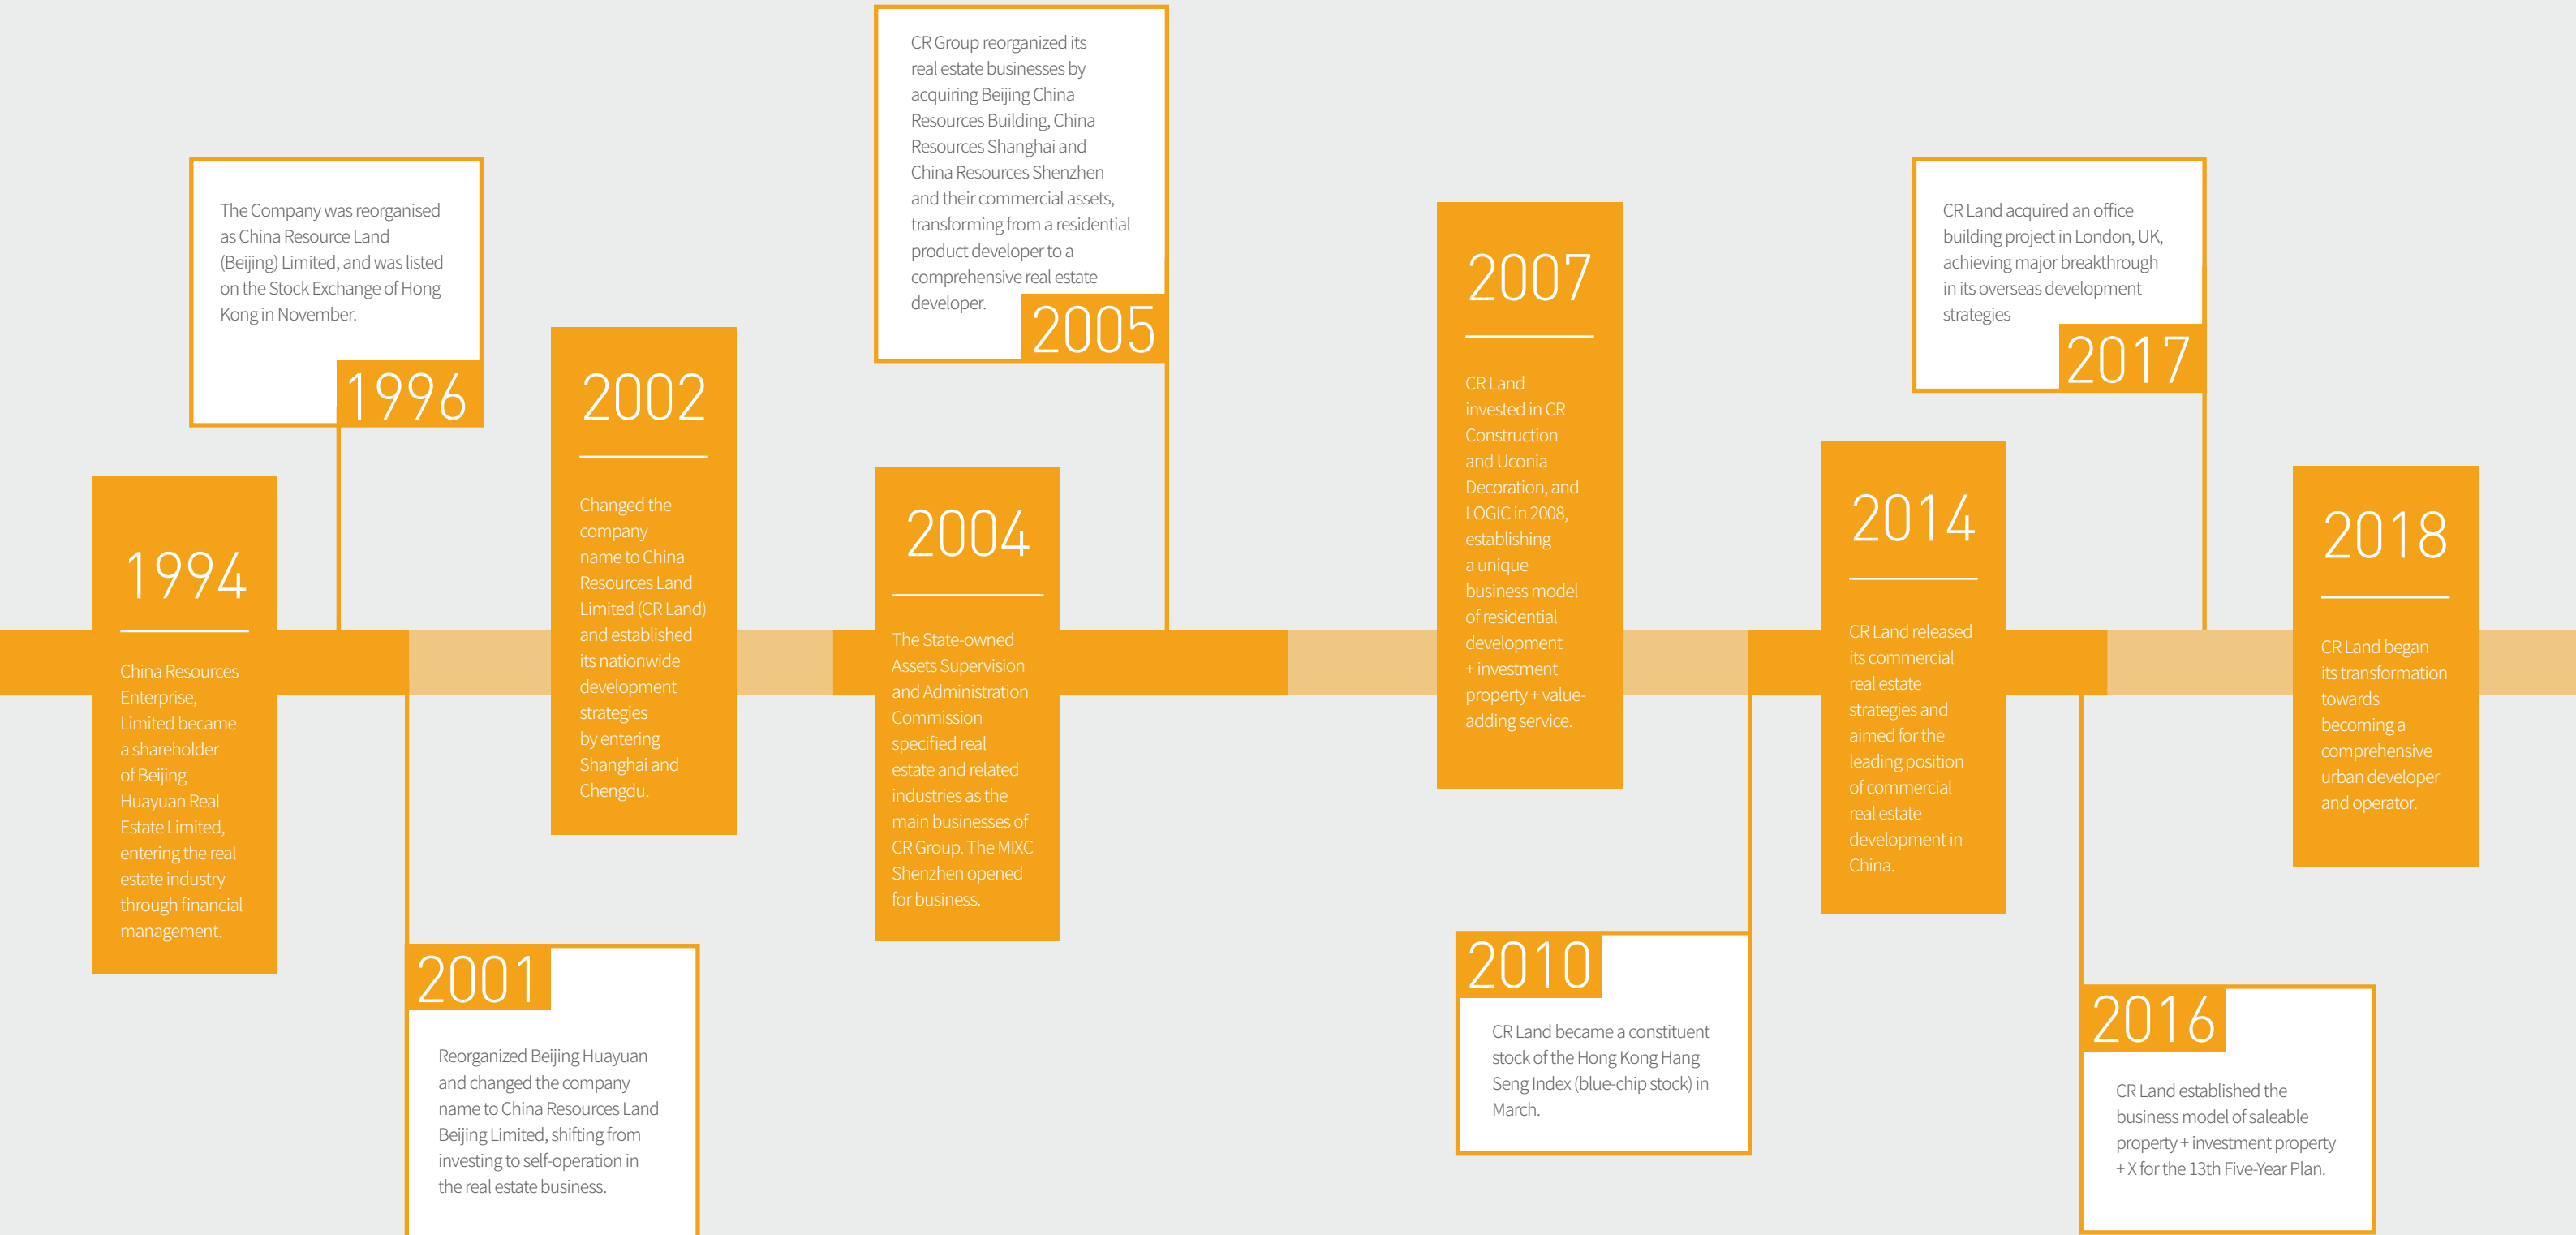 1994
China Resources
Enterprise,
Limited became
a shareholder
of Beijing
Huayuan Real
Estate Limited,
entering the real
estate industry
through financial
management.
The Company was reorganised
as China Resource Land
(Beijing) Limited, and was listed
on the Stock Exchange of Hong
Kong in November.
1996
2001
Reorganized Beijing Huayuan
and changed the company
name to China Resources Land
Beijing Limited, shifting from
investing to self-operation in
the real estate business.
2002
Changed the
company
name to China
Resources Land
Limited (CR Land)
and established
its nationwide
development
strategies
by entering
Shanghai and
Chengdu.
2004
The State-owned
Assets Supervision
and Administration
Commission
specified real
estate and related
industries as the
main businesses of
CR Group. The MIXC
Shenzhen opened
for business.
CR Group reorganized its
real estate businesses by
acquiring Beijing China
Resources Building, China
Resources Shanghai and
China Resources Shenzhen
and their commercial assets,
transforming from a residential
product developer to a
comprehensive real estate
developer.
2005
2007
CR Land
invested in CR
Construction
and Uconia
Decoration, and
LOGIC in 2008,
establishing
a unique
business model
of residential
development
+ investment
property + value-
adding service.
2010
CR Land became a constituent
stock of the Hong Kong Hang
Seng Index (blue-chip stock) in
March.
2014
CR Land released
its commercial
real estate
strategies and
aimed for the
leading position
of commercial
real estate
development in
China.
2016
CR Land established the
business model of saleable
property + investment property
+ X for the 13th Five-Year Plan.
CR Land acquired an office
building project in London, UK,
achieving major breakthrough
in its overseas development
strategies
2017
2018
CR Land began
its transformation
towards
becoming a
comprehensive
urban developer
and operator.